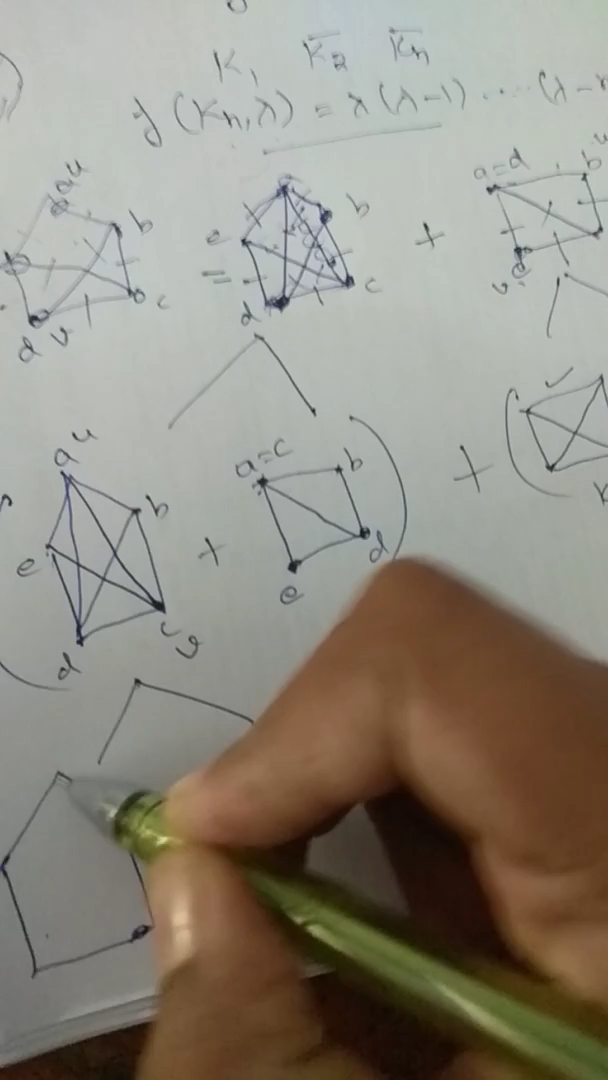 K₁ K̅₂ K̅n
f (Kn, λ) = λ (λ-1) .... (λ-
a u b = a b + a=d b u
e e c
c d c v
d v
a u a=c b
b + +
e d
d c v e